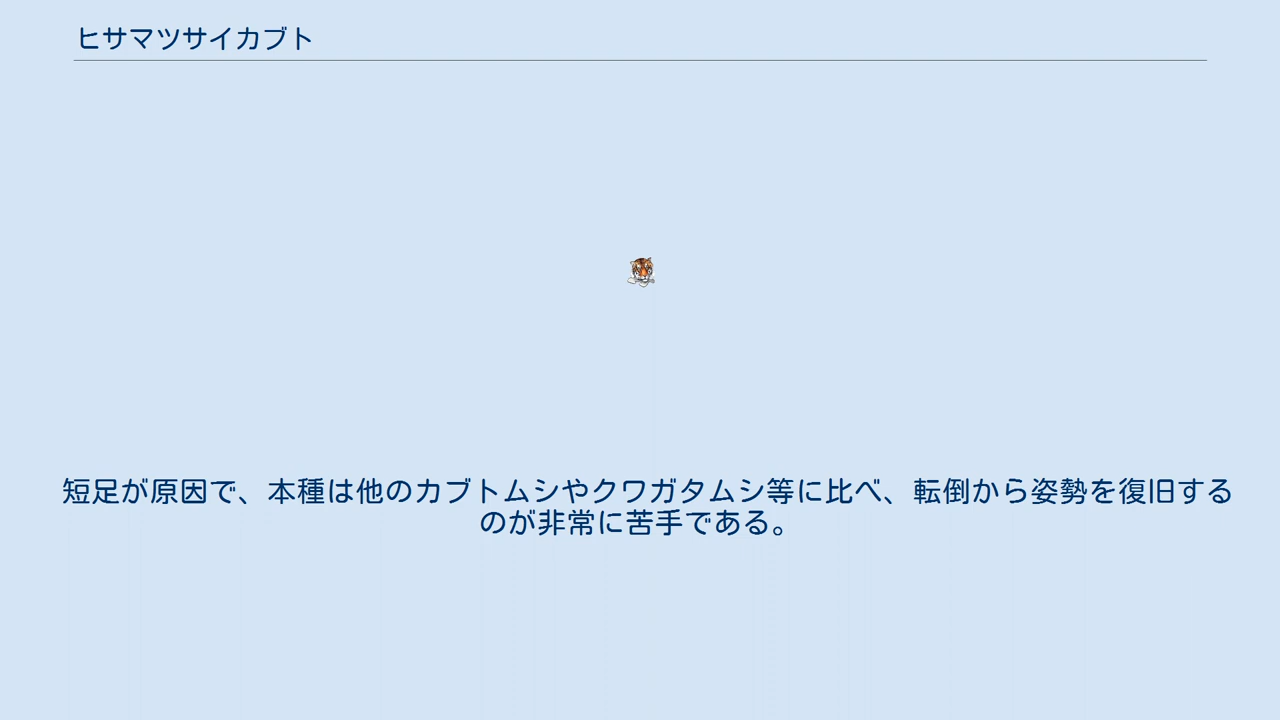 ヒサマツサイカブト
短足が原因で、本種は他のカブトムシやクワガタムシ等に比べ、転倒から姿勢を復旧する
のが非常に苦手である。